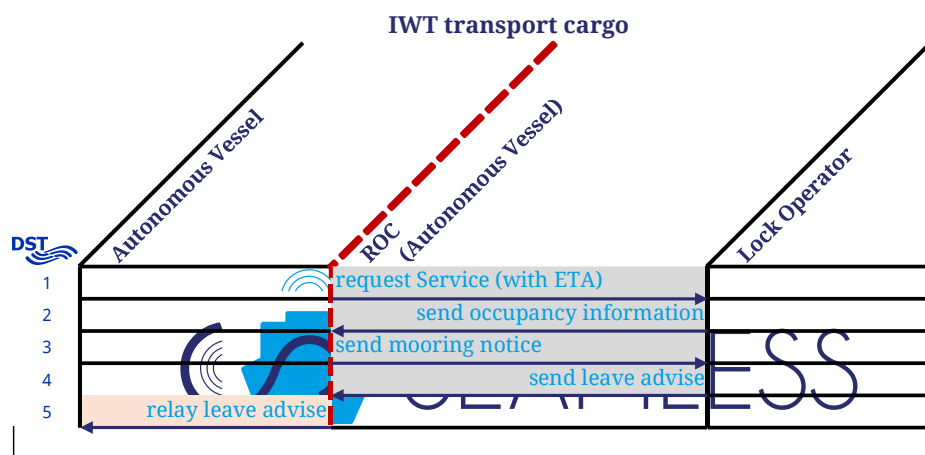 IWT transport cargo
Autonomous Vessel
ROC
(Autonomous Vessel)
Lock Operator
DST
1
request Service (with ETA)
2
send occupancy information
3
send mooring notice
4
send leave advise
5
relay leave advise
SEAMLESS